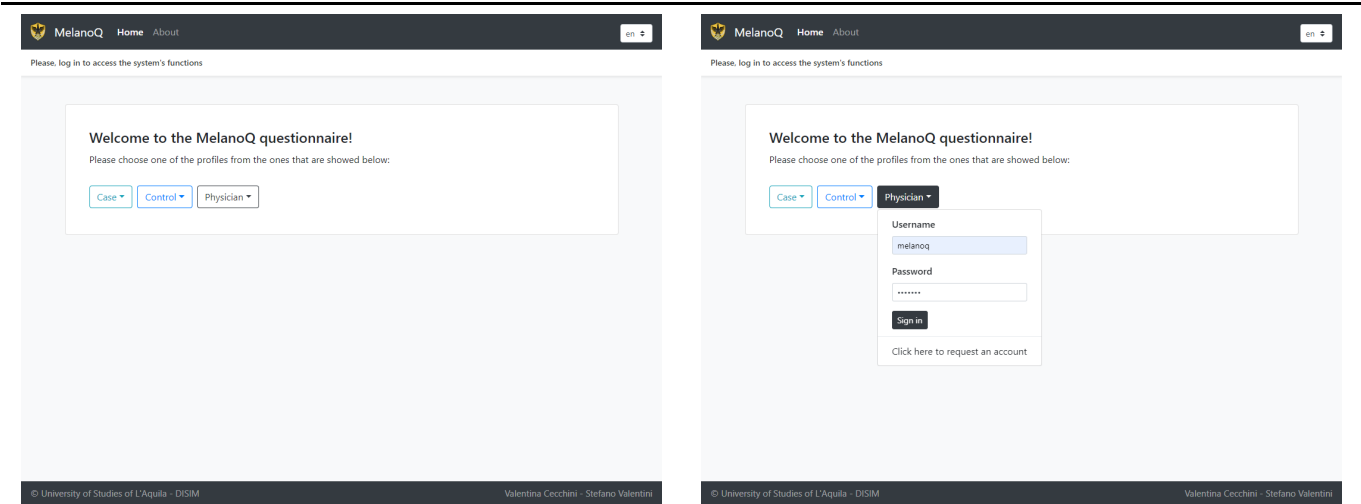 MelanoQ Home About en
Please, log in to access the system's functions
Welcome to the MelanoQ questionnaire!
Please choose one of the profiles from the ones that are showed below:
Case Control Physician
© University of Studies of L'Aquila - DISIM Valentina Cecchini - Stefano Valentini
MelanoQ Home About en
Please, log in to access the system's functions
Welcome to the MelanoQ questionnaire!
Please choose one of the profiles from the ones that are showed below:
Case Control Physician
Username
melanoq
Password
•••••••
Sign in
Click here to request an account
© University of Studies of L'Aquila - DISIM Valentina Cecchini - Stefano Valentini